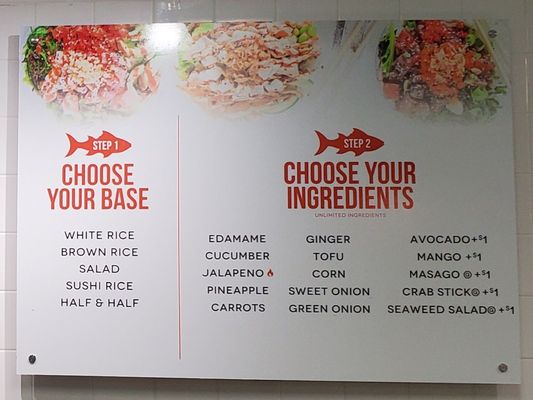 STEP 1
CHOOSE
YOUR BASE
WHITE RICE
BROWN RICE
SALAD
SUSHI RICE
HALF & HALF
STEP 2
CHOOSE YOUR
INGREDIENTS
UNLIMITED INGREDIENTS
EDAMAME
CUCUMBER
JALAPENO
PINEAPPLE
CARROTS
GINGER
TOFU
CORN
SWEET ONION
GREEN ONION
AVOCADO+$1
MANGO +$1
MASAGO @ +$1
CRAB STICK@ +$1
SEAWEED SALAD@ +$1